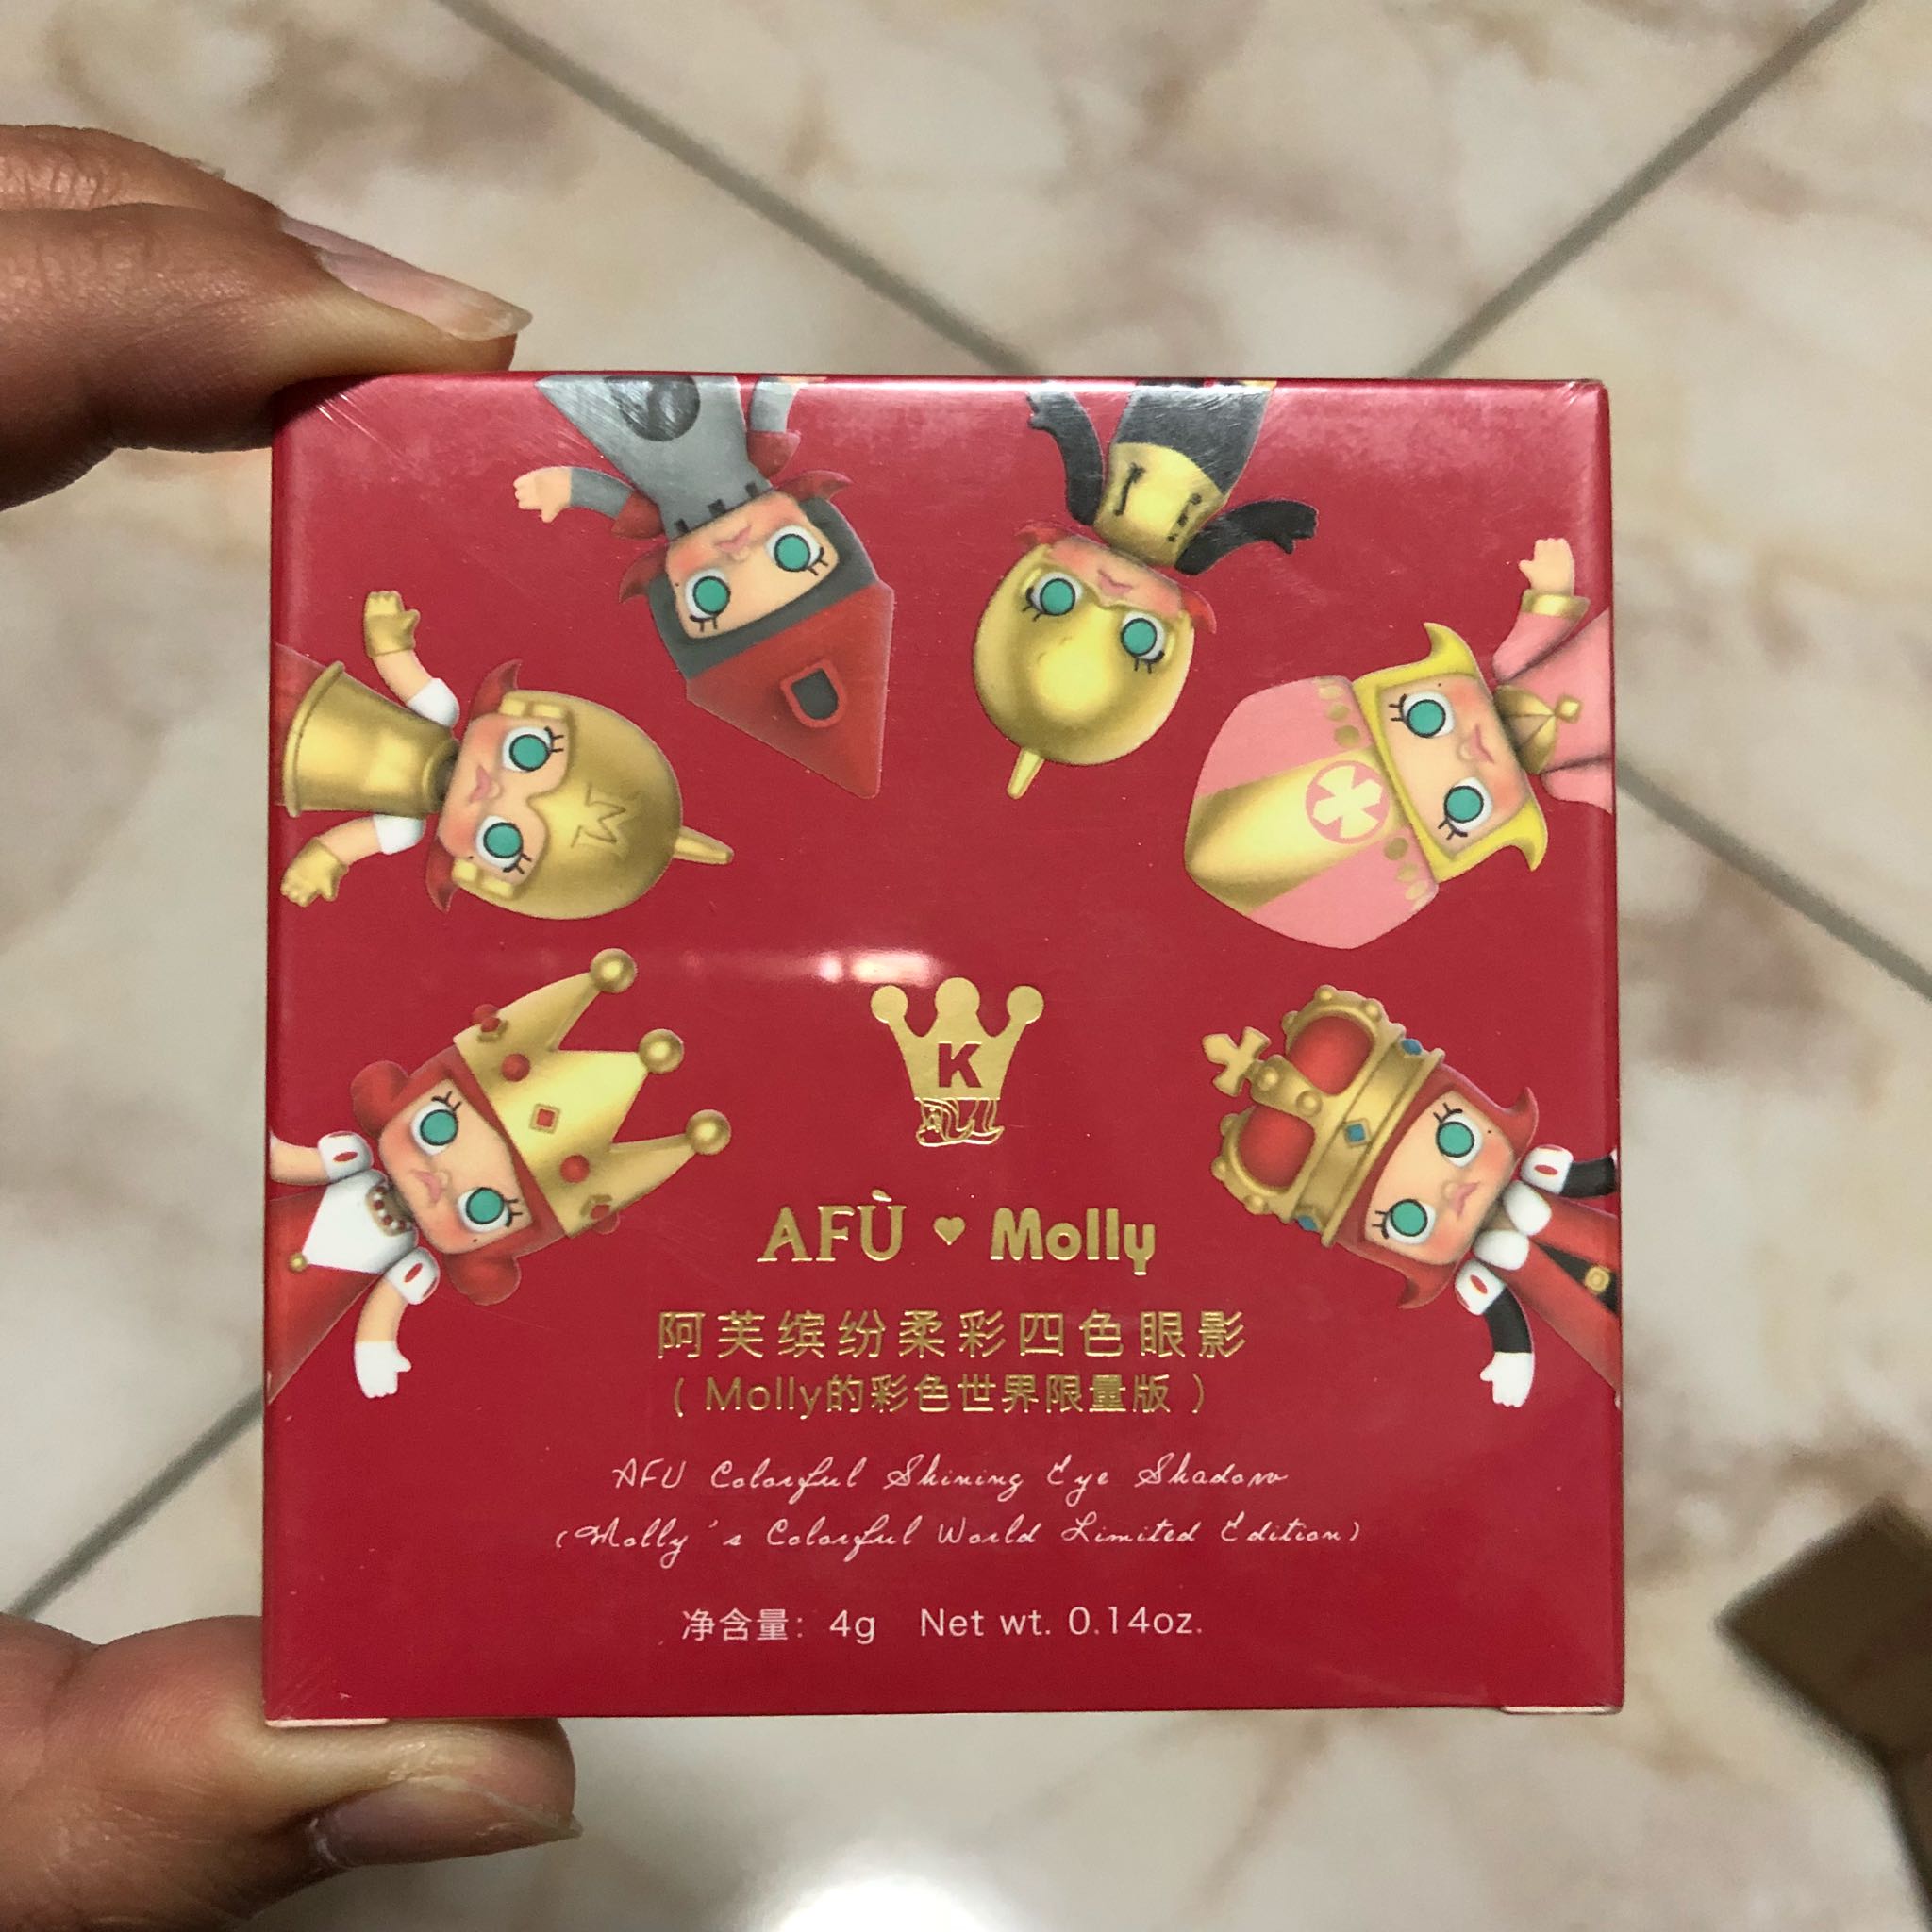 M
K
AFÙ ♥ Molly
阿芙缤纷柔彩四色眼影
(Molly的彩色世界限量版)
AFU Colorful Shining Eye Shadow
(Molly's Colorful World Limited Edition)
净含量: 4g Net wt. 0.14oz.